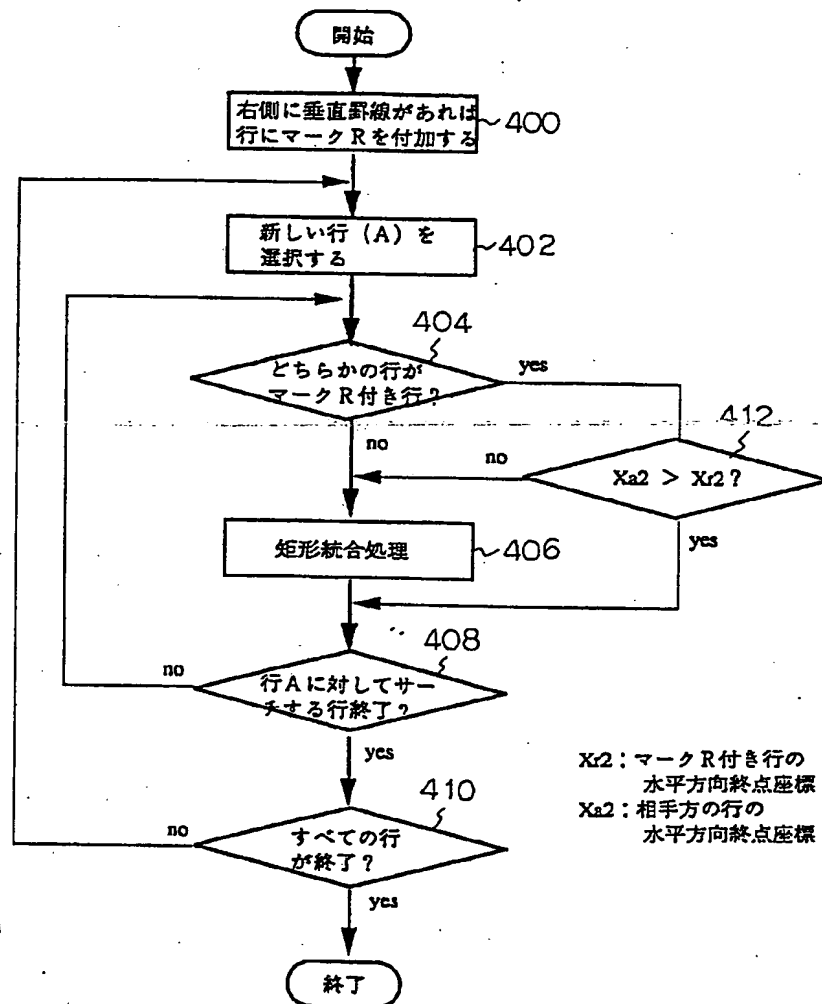 開始
右側に垂直罫線があれば
行にマークRを付加する
400
新しい行（A）を
選択する
402
404
どちらかの行が
マークR付き行？
yes
no
412
Xa2 > Xr2？
no
yes
矩形統合処理
406
408
行Aに対してサー
チする行終了？
no
yes
410
すべての行
が終了？
no
yes
Xr2：マークR付き行の
水平方向終点座標
Xa2：相手方の行の
水平方向終点座標
終了